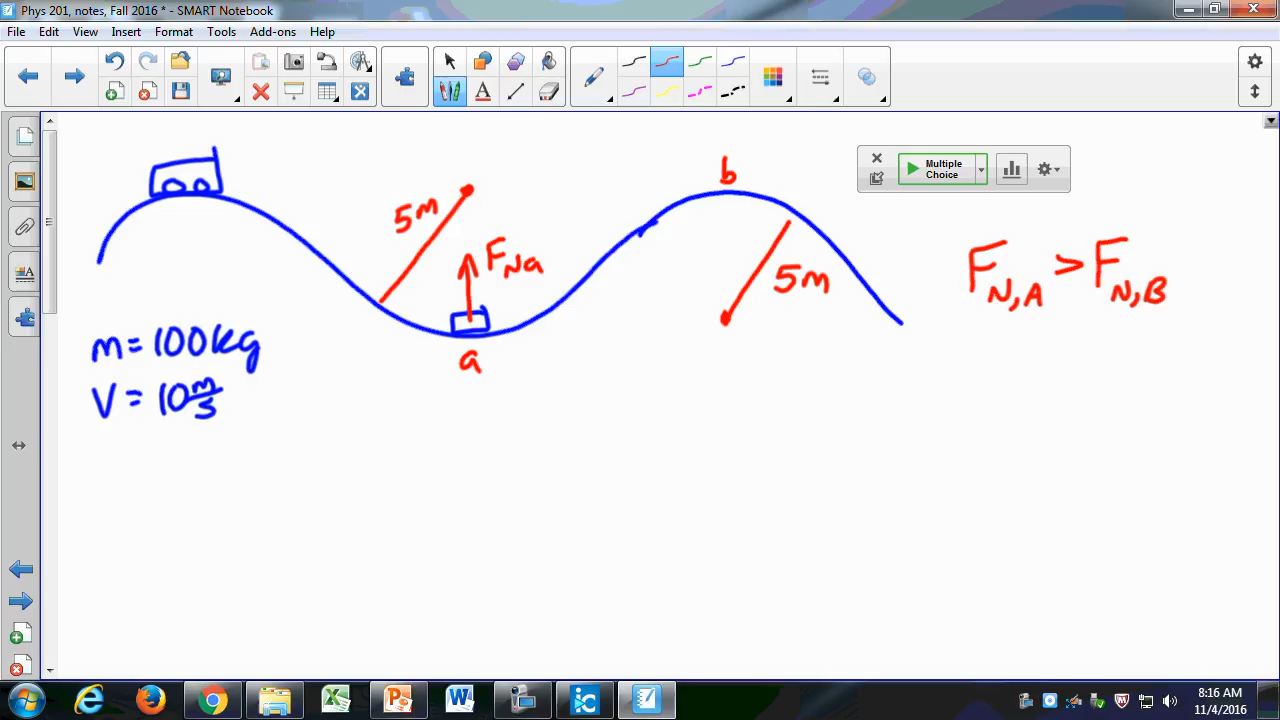 Phys 201, notes, Fall 2016 * - SMART Notebook
File Edit View Insert Format Tools Add-ons Help
Multiple
Choice
b
5m
F_Na
5m
F_N,A > F_N,B
a
m = 100kg
V = 10 m/s
8:16 AM
11/4/2016